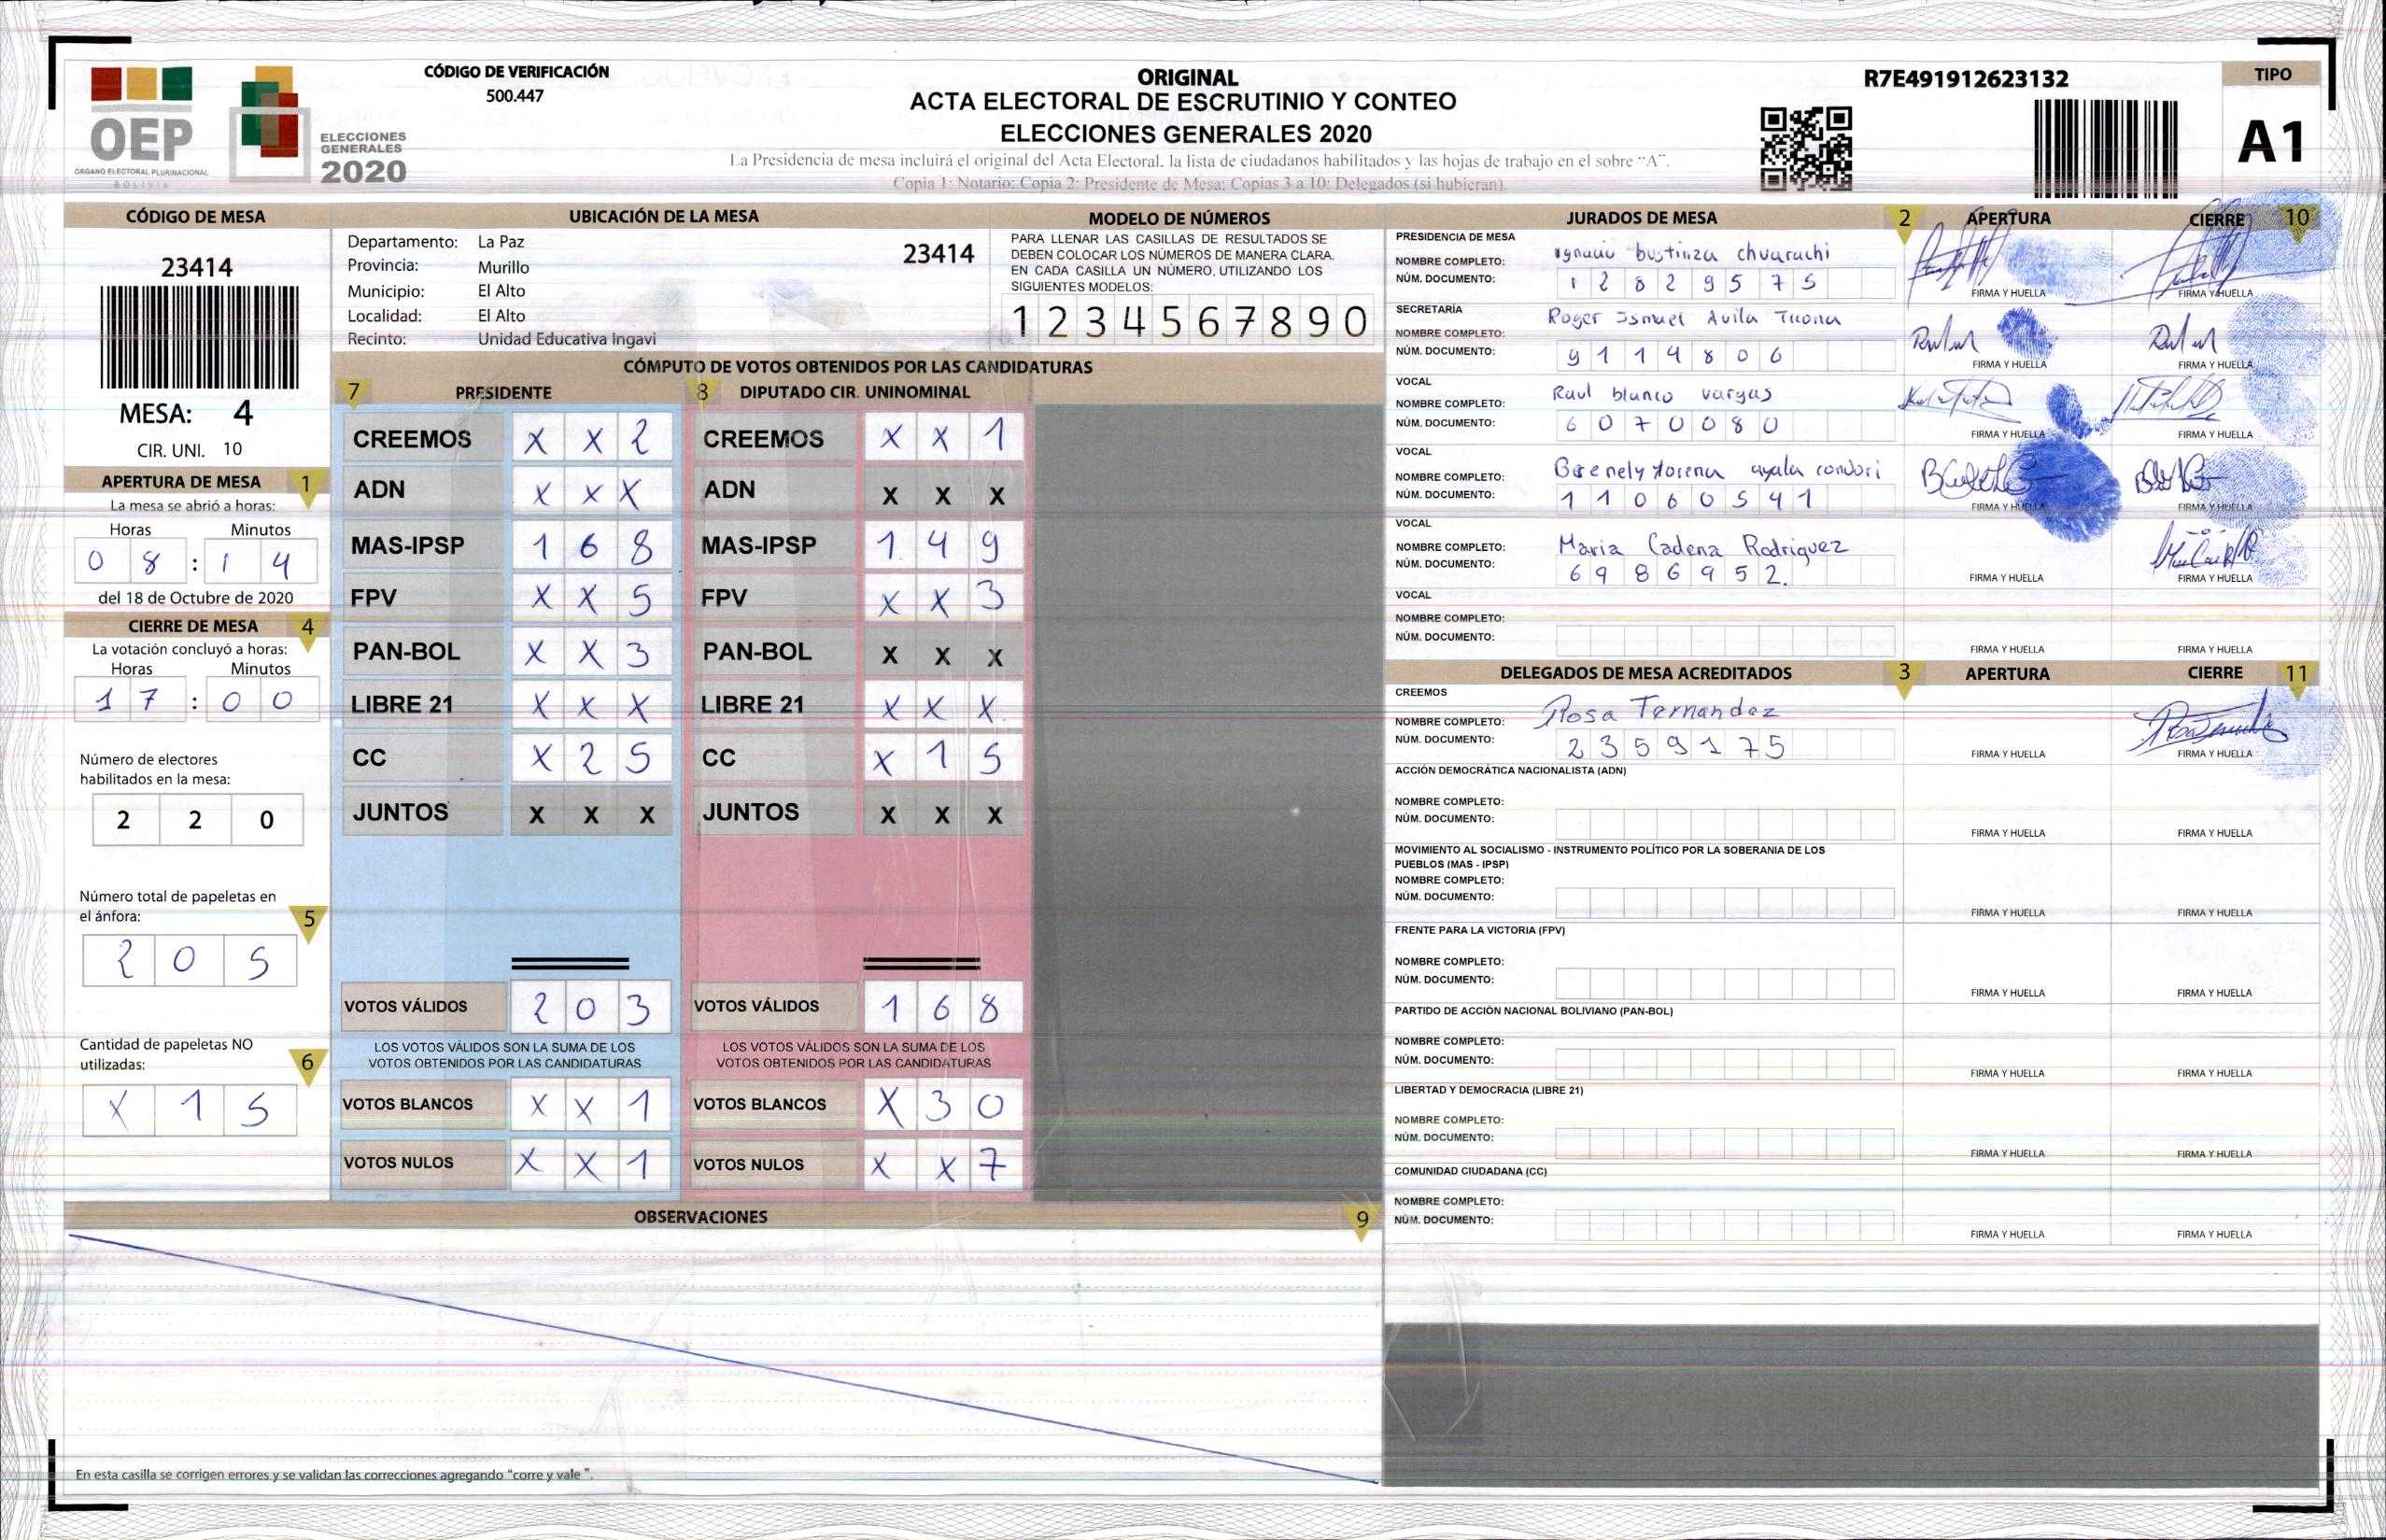 OEP
ÓRGANO ELECTORAL PLURINACIONAL
BOLIVIA
ELECCIONES
GENERALES
2020
CÓDIGO DE VERIFICACIÓN
500.447
ORIGINAL
ACTA ELECTORAL DE ESCRUTINIO Y CONTEO
ELECCIONES GENERALES 2020
La Presidencia de mesa incluirá el original del Acta Electoral, la lista de ciudadanos habilitados y las hojas de trabajo en el sobre "A".
Copia 1: Notario; Copia 2: Presidente de Mesa; Copias 3 a 10: Delegados (si hubieran).
R7E491912623132
TIPO
A1
CÓDIGO DE MESA
23414
MESA: 4
CIR. UNI. 10
APERTURA DE MESA 1
La mesa se abrió a horas:
Horas Minutos
0 8 : 1 4
del 18 de Octubre de 2020
CIERRE DE MESA 4
La votación concluyó a horas:
Horas Minutos
1 7 : 0 0
Número de electores
habilitados en la mesa:
2 2 0
Número total de papeletas en
el ánfora: 5
2 0 5
Cantidad de papeletas NO
utilizadas: 6
X 1 5
UBICACIÓN DE LA MESA
Departamento: La Paz
23414
Provincia: Murillo
Municipio: El Alto
Localidad: El Alto
Recinto: Unidad Educativa Ingavi
MODELO DE NÚMEROS
PARA LLENAR LAS CASILLAS DE RESULTADOS SE
DEBEN COLOCAR LOS NÚMEROS DE MANERA CLARA.
EN CADA CASILLA UN NÚMERO, UTILIZANDO LOS
SIGUIENTES MODELOS:
1 2 3 4 5 6 7 8 9 0
CÓMPUTO DE VOTOS OBTENIDOS POR LAS CANDIDATURAS
7 PRESIDENTE
CREEMOS X X 2
ADN X X X
MAS-IPSP 1 6 8
FPV X X 5
PAN-BOL X X 3
LIBRE 21 X X X
CC X 2 5
JUNTOS X X X
VOTOS VÁLIDOS 2 0 3
LOS VOTOS VÁLIDOS SON LA SUMA DE LOS
VOTOS OBTENIDOS POR LAS CANDIDATURAS
VOTOS BLANCOS X X 1
VOTOS NULOS X X 1
8 DIPUTADO CIR. UNINOMINAL
CREEMOS X X 1
ADN X X X
MAS-IPSP 1 4 9
FPV X X 3
PAN-BOL X X X
LIBRE 21 X X X
CC X 1 5
JUNTOS X X X
VOTOS VÁLIDOS 1 6 8
LOS VOTOS VÁLIDOS SON LA SUMA DE LOS
VOTOS OBTENIDOS POR LAS CANDIDATURAS
VOTOS BLANCOS X 3 0
VOTOS NULOS X X 7
OBSERVACIONES 9
En esta casilla se corrigen errores y se validan las correcciones agregando "corre y vale".
JURADOS DE MESA 2 APERTURA CIERRE 10
PRESIDENCIA DE MESA
NOMBRE COMPLETO: ignacio bustinza chuarachi
NÚM. DOCUMENTO: 1 2 8 2 9 5 7 5
FIRMA Y HUELLA FIRMA Y HUELLA
SECRETARÍA
NOMBRE COMPLETO: Roger Ismael Avila Ticona
NÚM. DOCUMENTO: 9 1 1 4 8 0 6
FIRMA Y HUELLA FIRMA Y HUELLA
VOCAL
NOMBRE COMPLETO: Raul blanco vargas
NÚM. DOCUMENTO: 6 0 7 0 0 8 0
FIRMA Y HUELLA FIRMA Y HUELLA
VOCAL
NOMBRE COMPLETO: Berenely lorena ayala condori
NÚM. DOCUMENTO: 1 1 0 6 0 5 4 1
FIRMA Y HUELLA FIRMA Y HUELLA
VOCAL
NOMBRE COMPLETO: Maria Cadena Rodriguez
NÚM. DOCUMENTO: 6 9 8 6 9 5 2.
FIRMA Y HUELLA FIRMA Y HUELLA
VOCAL
NOMBRE COMPLETO:
NÚM. DOCUMENTO:
FIRMA Y HUELLA FIRMA Y HUELLA
DELEGADOS DE MESA ACREDITADOS 3 APERTURA CIERRE 11
CREEMOS
NOMBRE COMPLETO: Rosa Fernandez
NÚM. DOCUMENTO: 2 3 5 9 1 7 5
FIRMA Y HUELLA FIRMA Y HUELLA
ACCIÓN DEMOCRÁTICA NACIONALISTA (ADN)
NOMBRE COMPLETO:
NÚM. DOCUMENTO:
FIRMA Y HUELLA FIRMA Y HUELLA
MOVIMIENTO AL SOCIALISMO - INSTRUMENTO POLÍTICO POR LA SOBERANIA DE LOS
PUEBLOS (MAS - IPSP)
NOMBRE COMPLETO:
NÚM. DOCUMENTO:
FIRMA Y HUELLA FIRMA Y HUELLA
FRENTE PARA LA VICTORIA (FPV)
NOMBRE COMPLETO:
NÚM. DOCUMENTO:
FIRMA Y HUELLA FIRMA Y HUELLA
PARTIDO DE ACCIÓN NACIONAL BOLIVIANO (PAN-BOL)
NOMBRE COMPLETO:
NÚM. DOCUMENTO:
FIRMA Y HUELLA FIRMA Y HUELLA
LIBERTAD Y DEMOCRACIA (LIBRE 21)
NOMBRE COMPLETO:
NÚM. DOCUMENTO:
FIRMA Y HUELLA FIRMA Y HUELLA
COMUNIDAD CIUDADANA (CC)
NOMBRE COMPLETO:
NÚM. DOCUMENTO:
FIRMA Y HUELLA FIRMA Y HUELLA